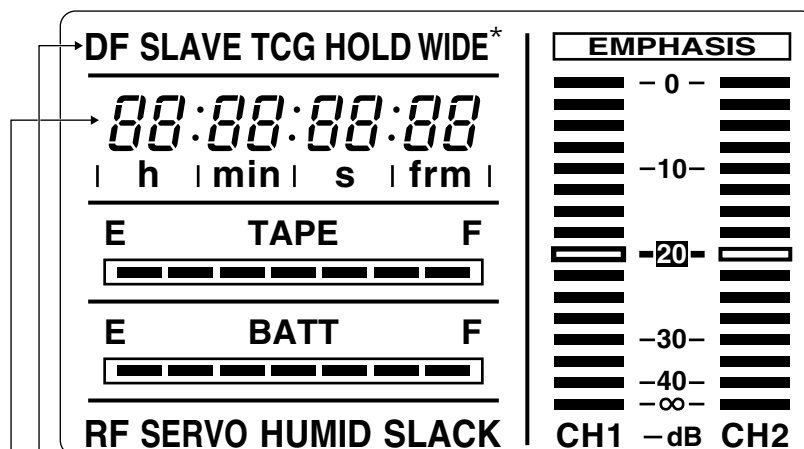 DF SLAVE TCG HOLD WIDE*
88:88:88:88
h min s frm
E TAPE F
E BATT F
RF SERVO HUMID SLACK
EMPHASIS
0
-10-
-20-
-30-
-40-
-∞-
CH1 -dB CH2